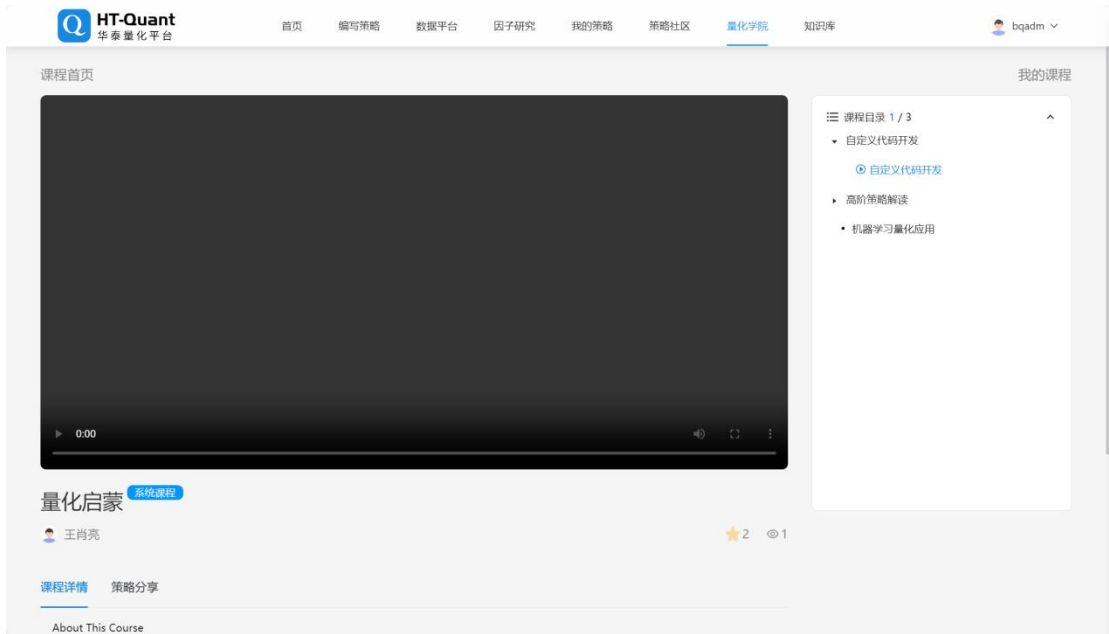 HT-Quant
华泰量化平台
首页 编写策略 数据平台 因子研究 我的策略 策略社区 量化学院 知识库 bqadm
课程首页 我的课程
课程目录 1 / 3
自定义代码开发
自定义代码开发
高阶策略解读
机器学习量化应用
0:00
量化启蒙 系统课程
王肖亮 2 1
课程详情 策略分享
About This Course